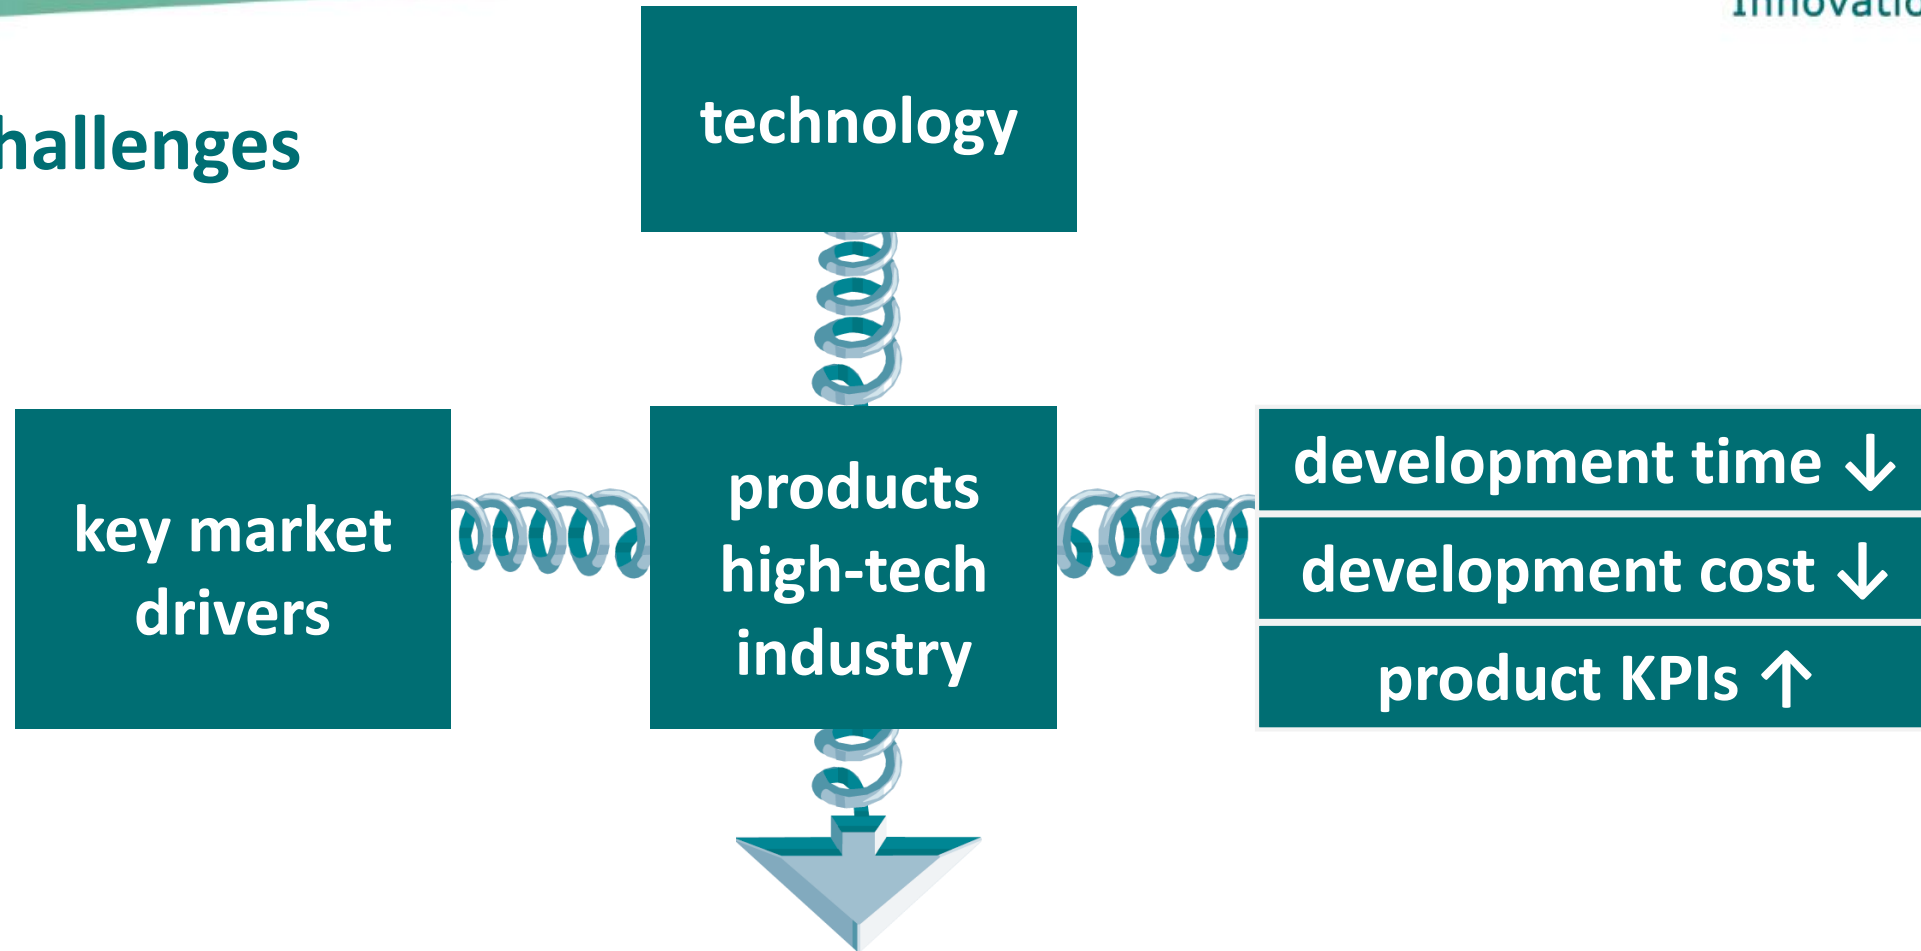 technology
hallenges
key market
drivers
products
high-tech
industry
development time ↓
development cost ↓
product KPIs ↑